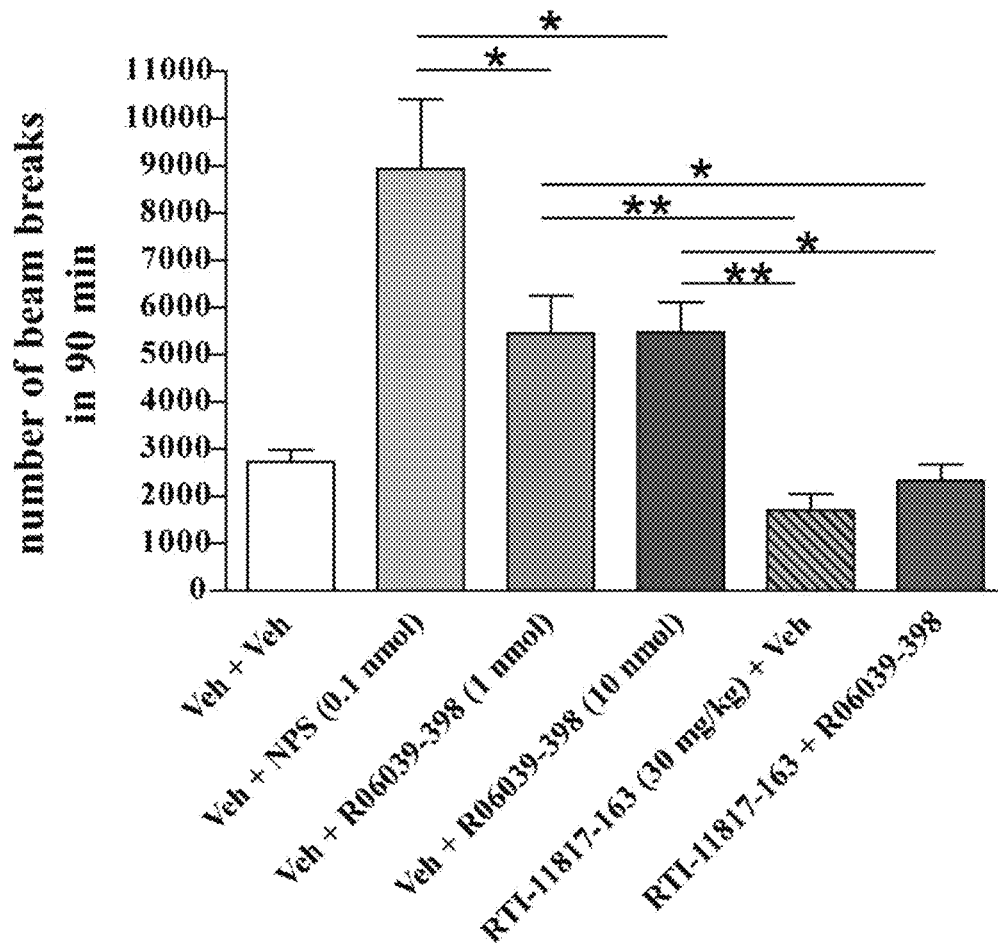 *
*
11000
10000
9000
8000
7000
6000
5000
4000
3000
2000
1000
0
number of beam breaks
in 90 min
*
**
*
**
Veh + Veh
Veh + NPS (0.1 nmol)
Veh + R06039-398 (1 nmol)
Veh + R06039-398 (10 nmol)
RTI-11817-163 (30 mg/kg) + Veh
RTI-11817-163 + R06039-398